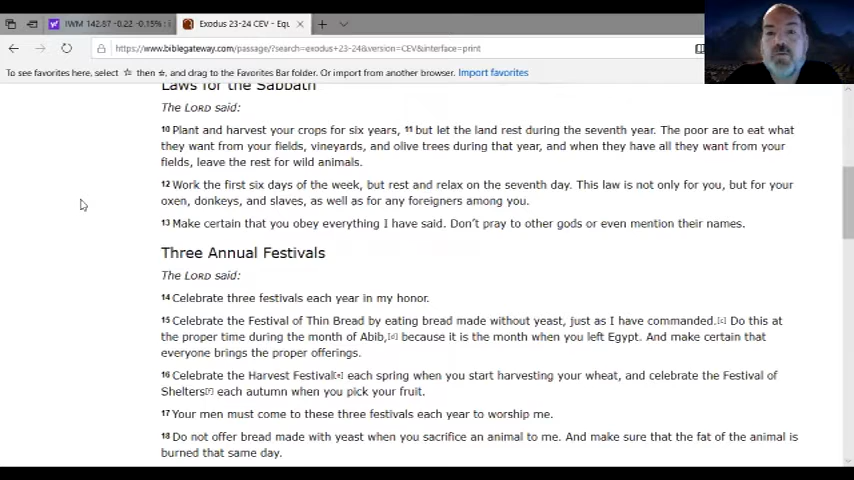 IWM 142.87 -0.22 -0.15% :
Exodus 23-24 CEV - Equ
https://www.biblegateway.com/passage/?search=exodus+23-24&version=CEV&interface=print
To see favorites here, select ☆ then ☆, and drag to the Favorites Bar folder. Or import from another browser. Import favorites
Laws for the Sabbath
The LORD said:
10 Plant and harvest your crops for six years, 11 but let the land rest during the seventh year. The poor are to eat what
they want from your fields, vineyards, and olive trees during that year, and when they have all they want from your
fields, leave the rest for wild animals.
12 Work the first six days of the week, but rest and relax on the seventh day. This law is not only for you, but for your
oxen, donkeys, and slaves, as well as for any foreigners among you.
13 Make certain that you obey everything I have said. Don't pray to other gods or even mention their names.
Three Annual Festivals
The LORD said:
14 Celebrate three festivals each year in my honor.
15 Celebrate the Festival of Thin Bread by eating bread made without yeast, just as I have commanded.[c] Do this at
the proper time during the month of Abib,[d] because it is the month when you left Egypt. And make certain that
everyone brings the proper offerings.
16 Celebrate the Harvest Festival[e] each spring when you start harvesting your wheat, and celebrate the Festival of
Shelters[f] each autumn when you pick your fruit.
17 Your men must come to these three festivals each year to worship me.
18 Do not offer bread made with yeast when you sacrifice an animal to me. And make sure that the fat of the animal is
burned that same day.